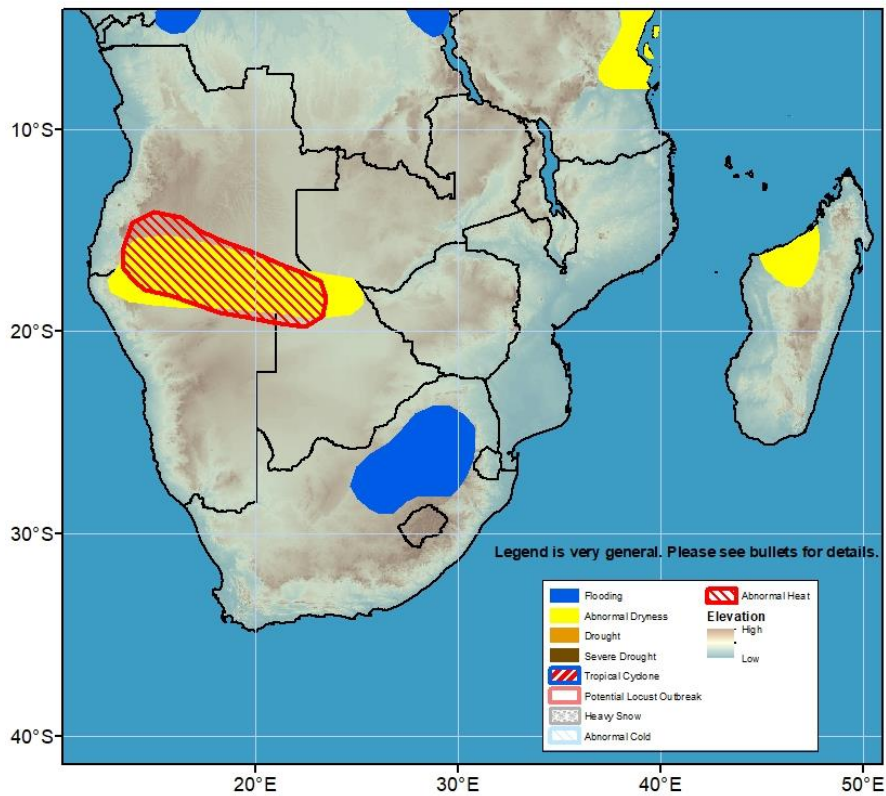 10°S
20°S
30°S
Legend is very general. Please see bullets for details.
Flooding
Abnormal Dryness
Drought
Severe Drought
Tropical Cyclone
Potential Locust Outbreak
Heavy Snow
Abnormal Cold
Abnormal Heat
Elevation
High
Low
40°S
20°E
30°E
40°E
50°E